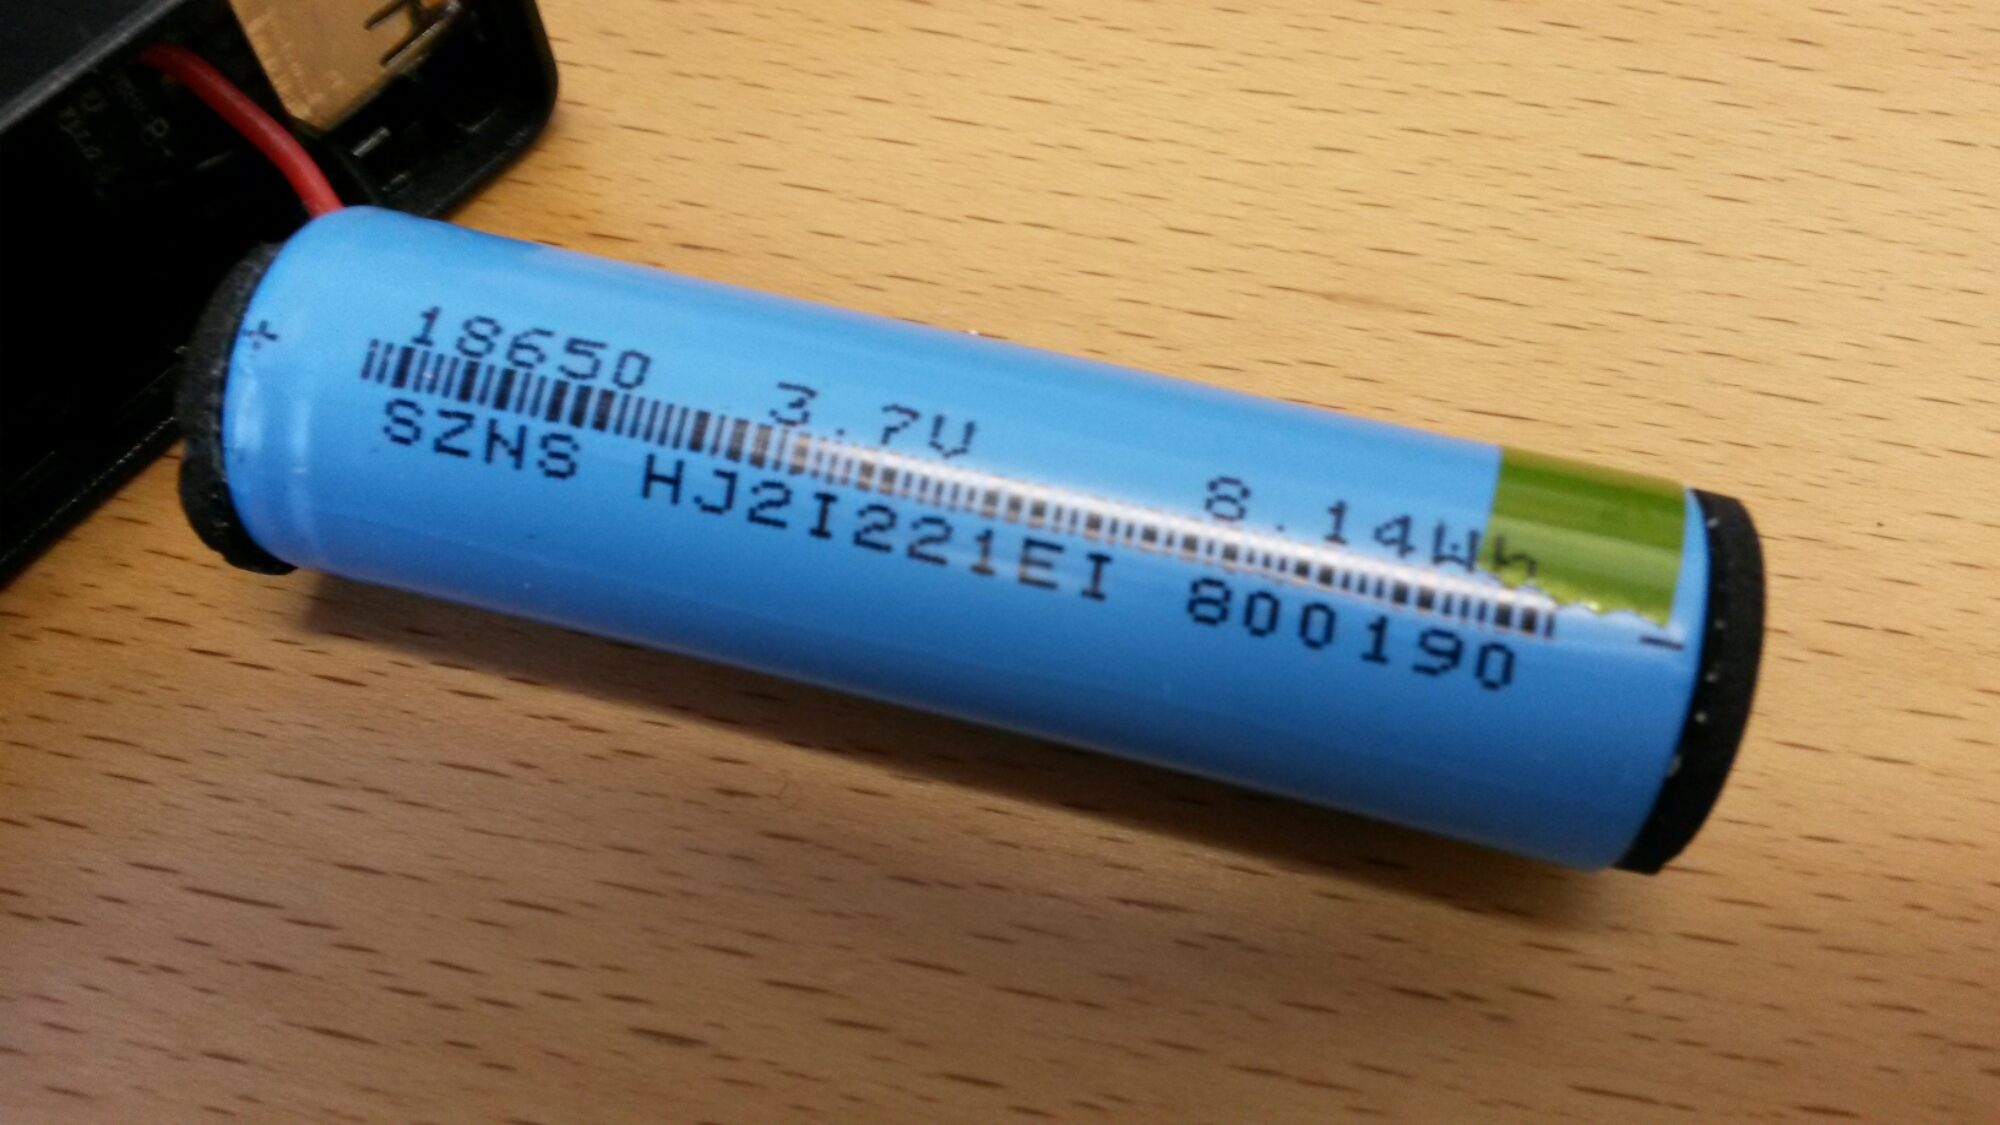 + 18650 3.7V 8.14Wh -
SZNS HJ2I221EI 800190